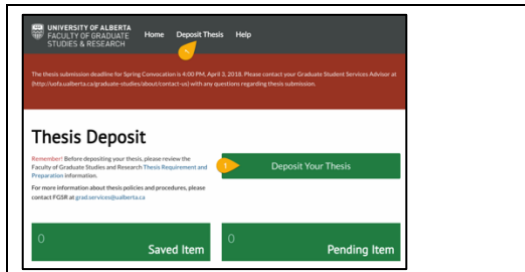 UNIVERSITY OF ALBERTA
FACULTY OF GRADUATE
STUDIES & RESEARCH
Home Deposit Thesis Help
The thesis submission deadline for Spring Convocation is 4:00 PM, April 3, 2018. Please contact your Graduate Student Services Advisor at
(http://uofa.ualberta.ca/graduate-studies/about/contact-us) with any questions regarding thesis submission.
Thesis Deposit
Remember! Before depositing your thesis, please review the
Faculty of Graduate Studies and Research Thesis Requirement and
Preparation information.
For more information about thesis policies and procedures, please
contact FGSR at grad.services@ualberta.ca
1 Deposit Your Thesis
0
Saved Item
0
Pending Item